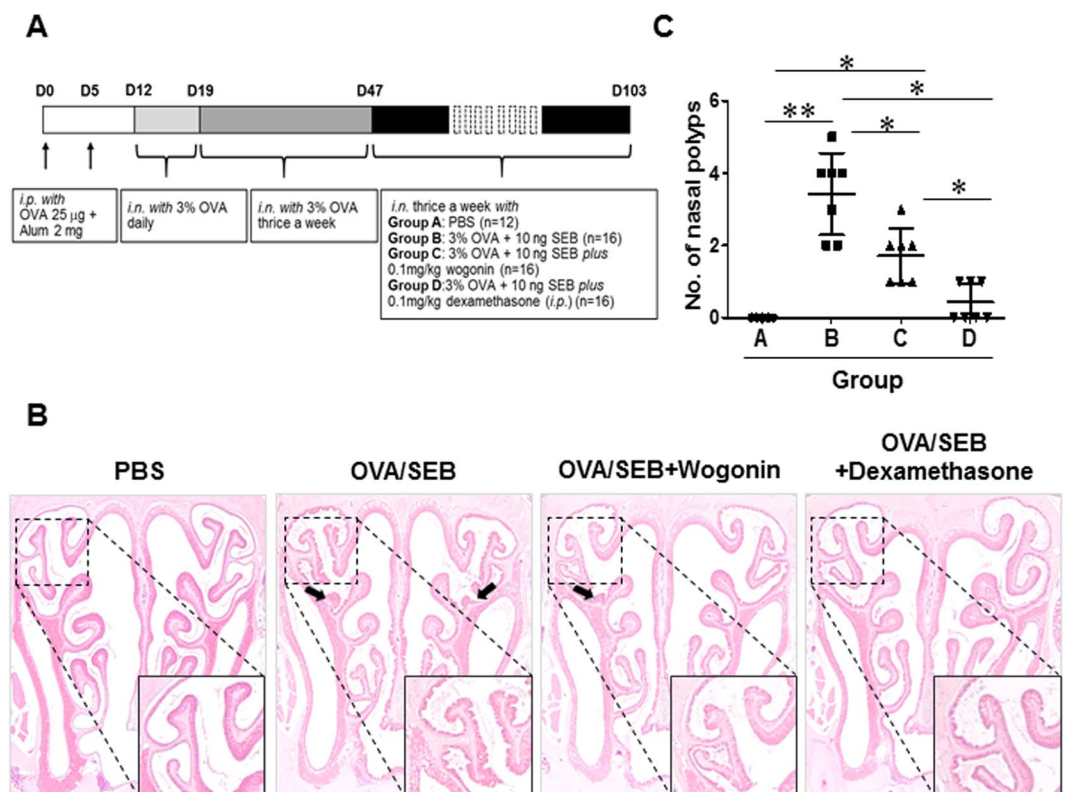 A
D0 D5 D12 D19 D47 D103
i.p. with
OVA 25 µg +
Alum 2 mg
i.n. with 3% OVA
daily
i.n. with 3% OVA
thrice a week
i.n. thrice a week with
Group A: PBS (n=12)
Group B: 3% OVA + 10 ng SEB (n=16)
Group C: 3% OVA + 10 ng SEB plus
0.1mg/kg wogonin (n=16)
Group D:3% OVA + 10 ng SEB plus
0.1mg/kg dexamethasone (i.p.) (n=16)
C
No. of nasal polyps
6
4
2
0
*
*
** *
*
A B C D
Group
B
PBS
OVA/SEB
OVA/SEB+Wogonin
OVA/SEB
+Dexamethasone